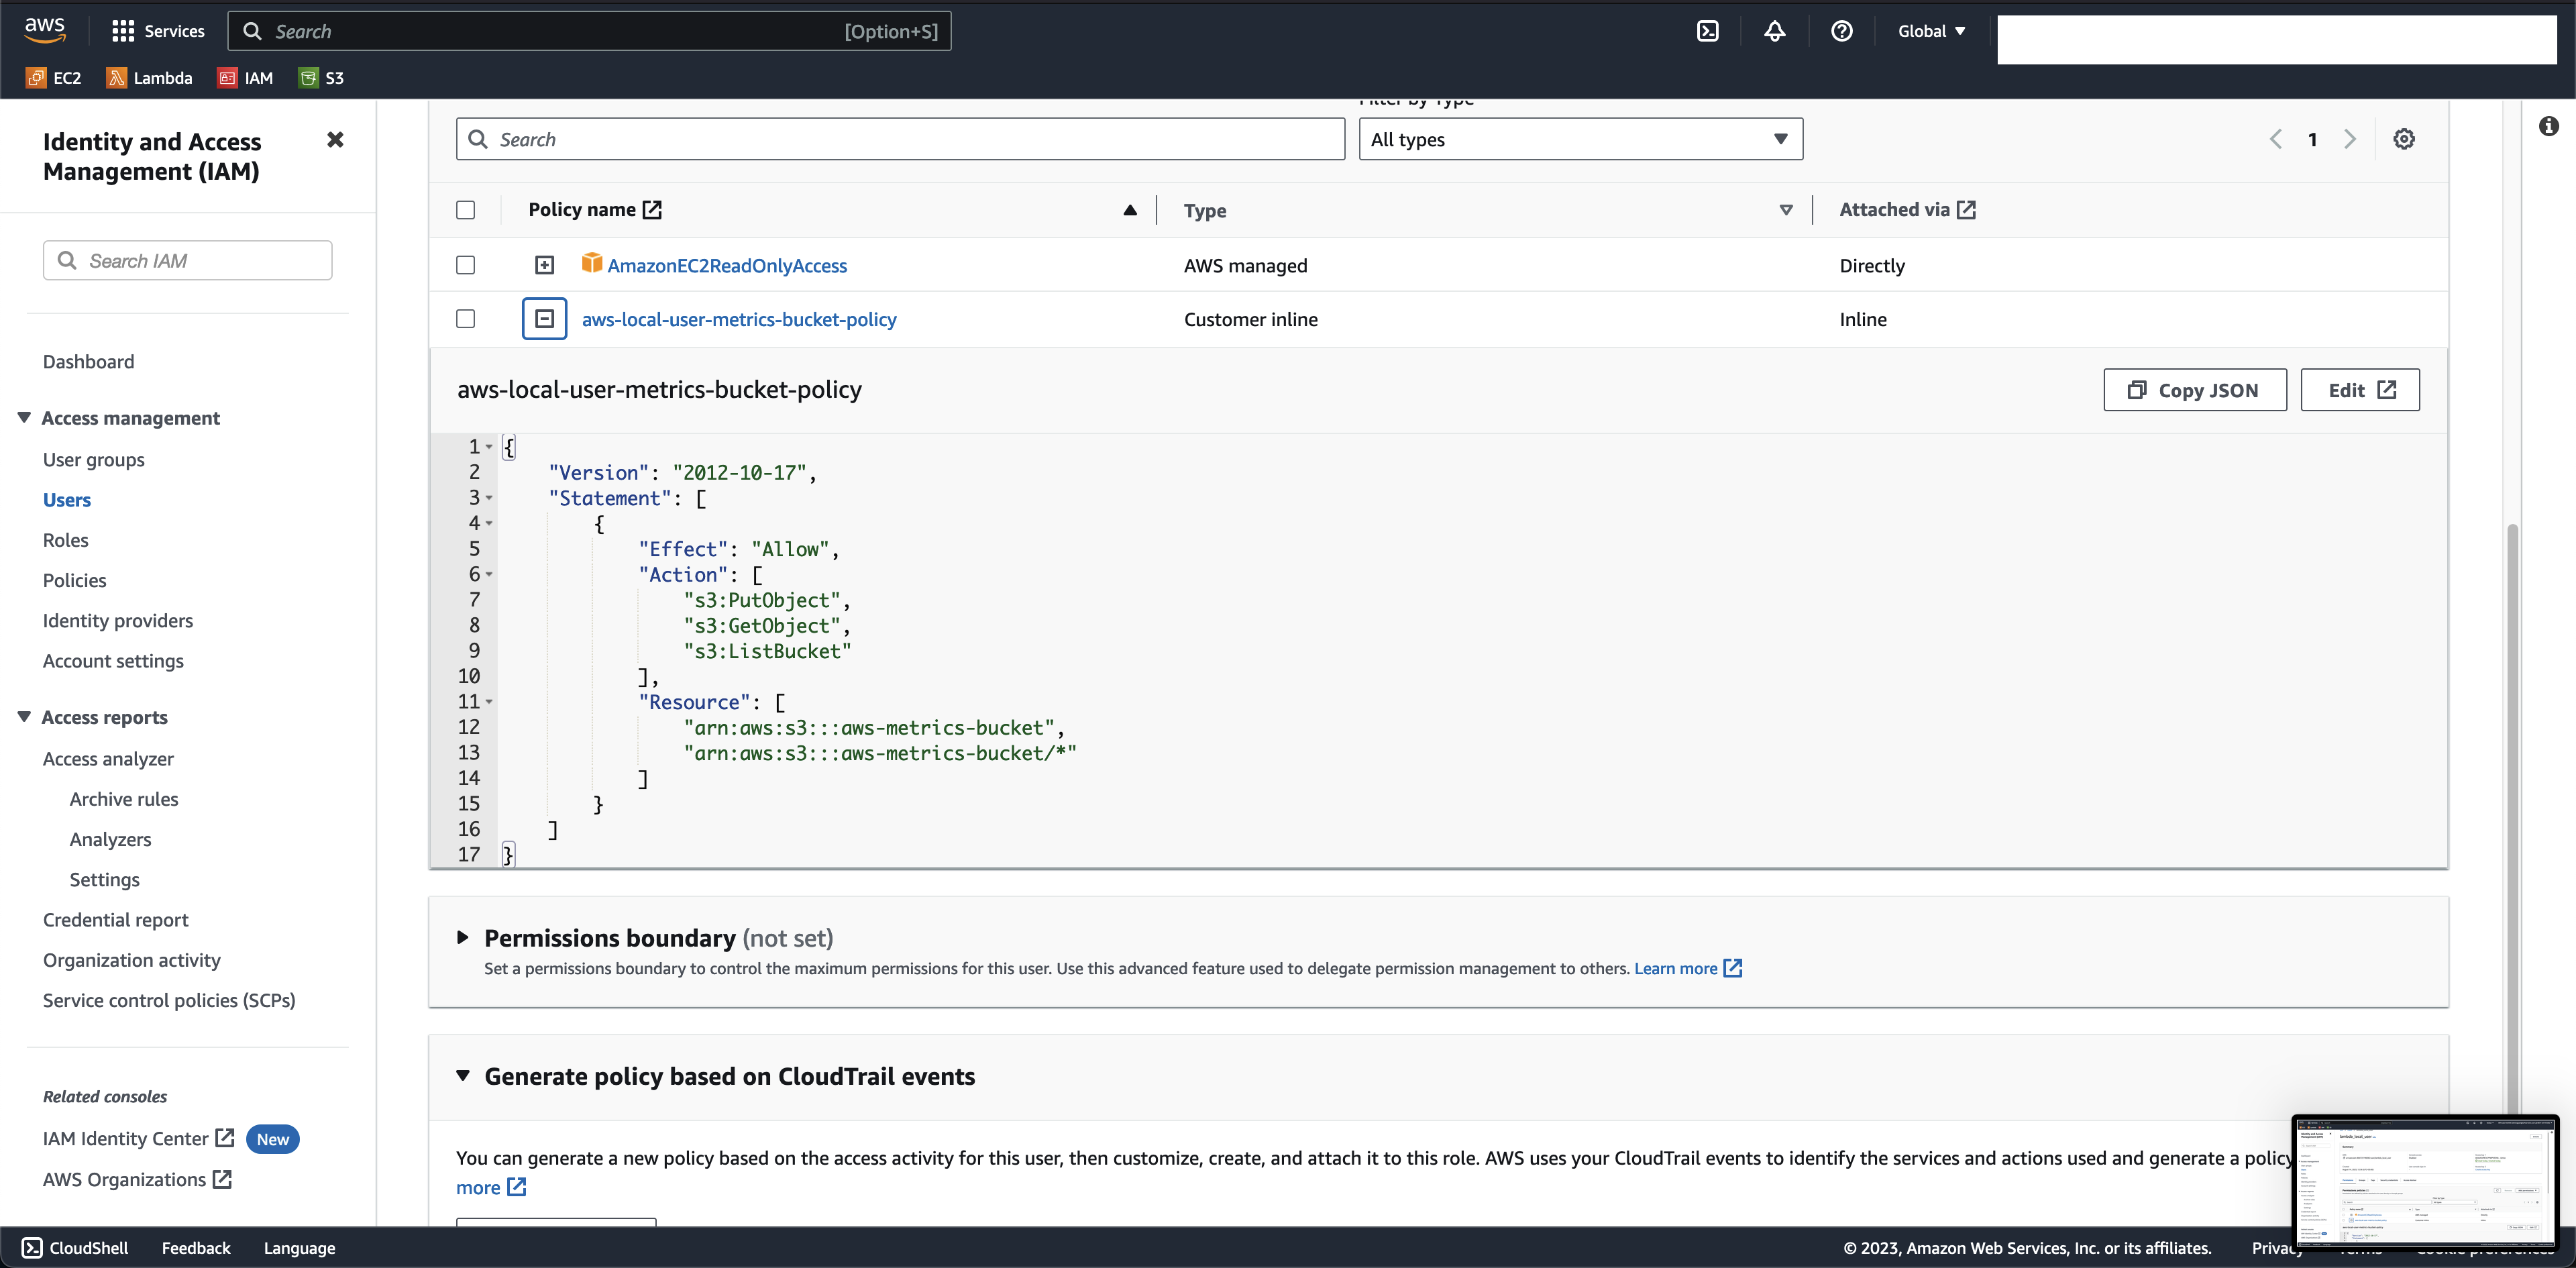 aws
Services
Search
[Option+S]
Global
EC2
Lambda
IAM
S3
Identity and Access
Management (IAM)
Search IAM
Dashboard
Access management
User groups
Users
Roles
Policies
Identity providers
Account settings
Access reports
Access analyzer
Archive rules
Analyzers
Settings
Credential report
Organization activity
Service control policies (SCPs)
Related consoles
IAM Identity Center New
AWS Organizations
Filter by Type
Search
All types
1
Policy name Type Attached via
AmazonEC2ReadOnlyAccess AWS managed Directly
aws-local-user-metrics-bucket-policy Customer inline Inline
aws-local-user-metrics-bucket-policy
Copy JSON
Edit
1 {
2 "Version": "2012-10-17",
3 "Statement": [
4 {
5 "Effect": "Allow",
6 "Action": [
7 "s3:PutObject",
8 "s3:GetObject",
9 "s3:ListBucket"
10 ],
11 "Resource": [
12 "arn:aws:s3:::aws-metrics-bucket",
13 "arn:aws:s3:::aws-metrics-bucket/*"
14 ]
15 }
16 ]
17 }
Permissions boundary (not set)
Set a permissions boundary to control the maximum permissions for this user. Use this advanced feature used to delegate permission management to others. Learn more
Generate policy based on CloudTrail events
You can generate a new policy based on the access activity for this user, then customize, create, and attach it to this role. AWS uses your CloudTrail events to identify the services and actions used and generate a policy
more
CloudShell
Feedback
Language
© 2023, Amazon Web Services, Inc. or its affiliates.
Privacy
Terms
Cookie preferences